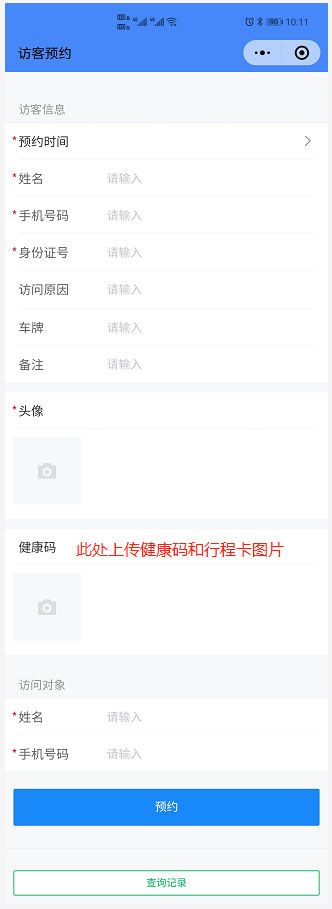 10:11
访客预约
访客信息
*预约时间
*姓名 请输入
*手机号码 请输入
*身份证号 请输入
访问原因 请输入
车牌 请输入
备注 请输入
*头像
健康码 此处上传健康码和行程卡图片
访问对象
*姓名 请输入
*手机号码 请输入
预约
查询记录